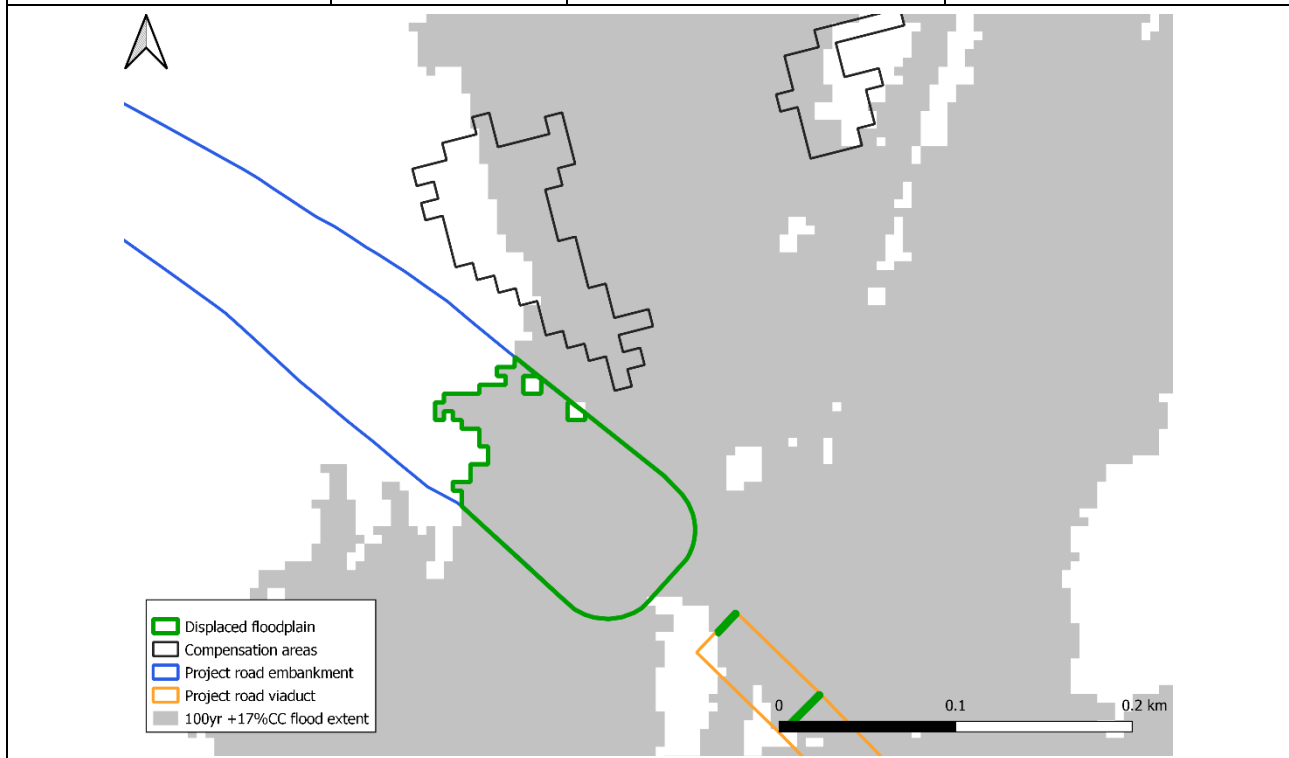 Displaced floodplain
Compensation areas
Project road embankment
Project road viaduct
100yr +17%CC flood extent
0 0.1 0.2 km